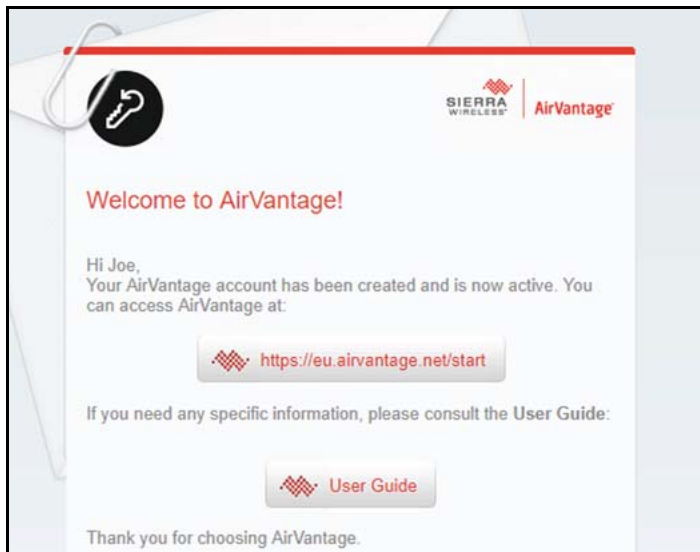 SIERRA
WIRELESS
AirVantage
Welcome to AirVantage!
Hi Joe,
Your AirVantage account has been created and is now active. You
can access AirVantage at:
https://eu.airvantage.net/start
If you need any specific information, please consult the User Guide:
User Guide
Thank you for choosing AirVantage.